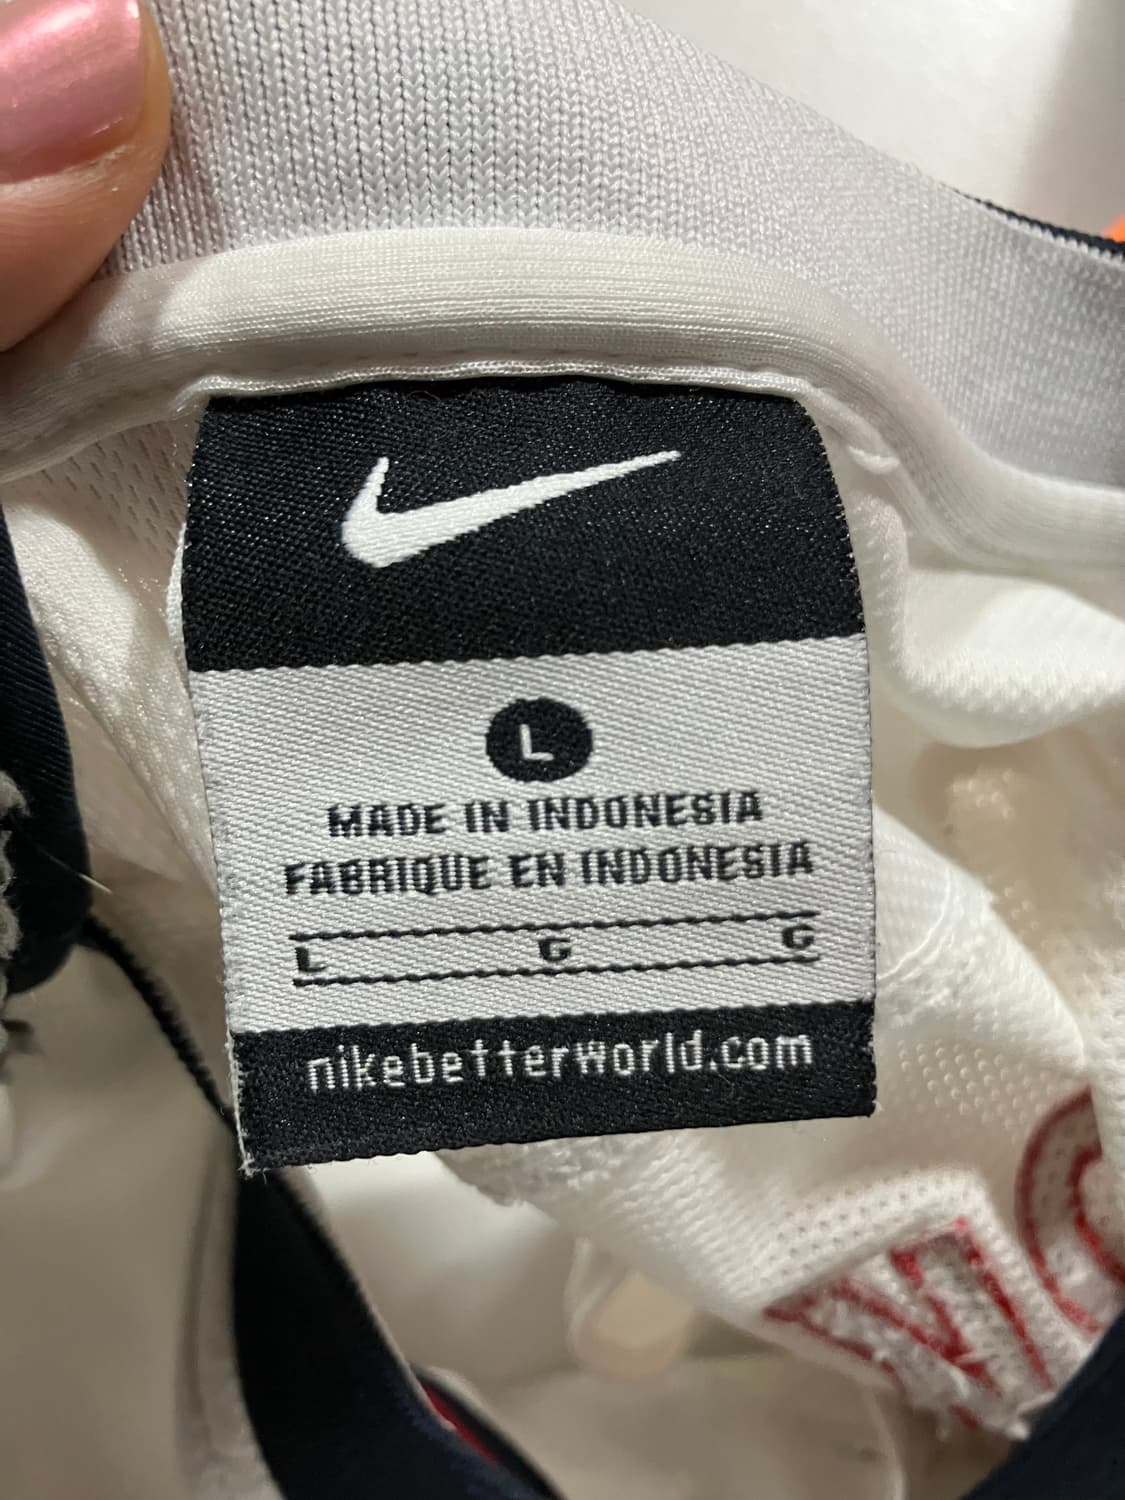 L
MADE IN INDONESIA
FABRIQUE EN INDONESIA
L G G
nikebetterworld.com